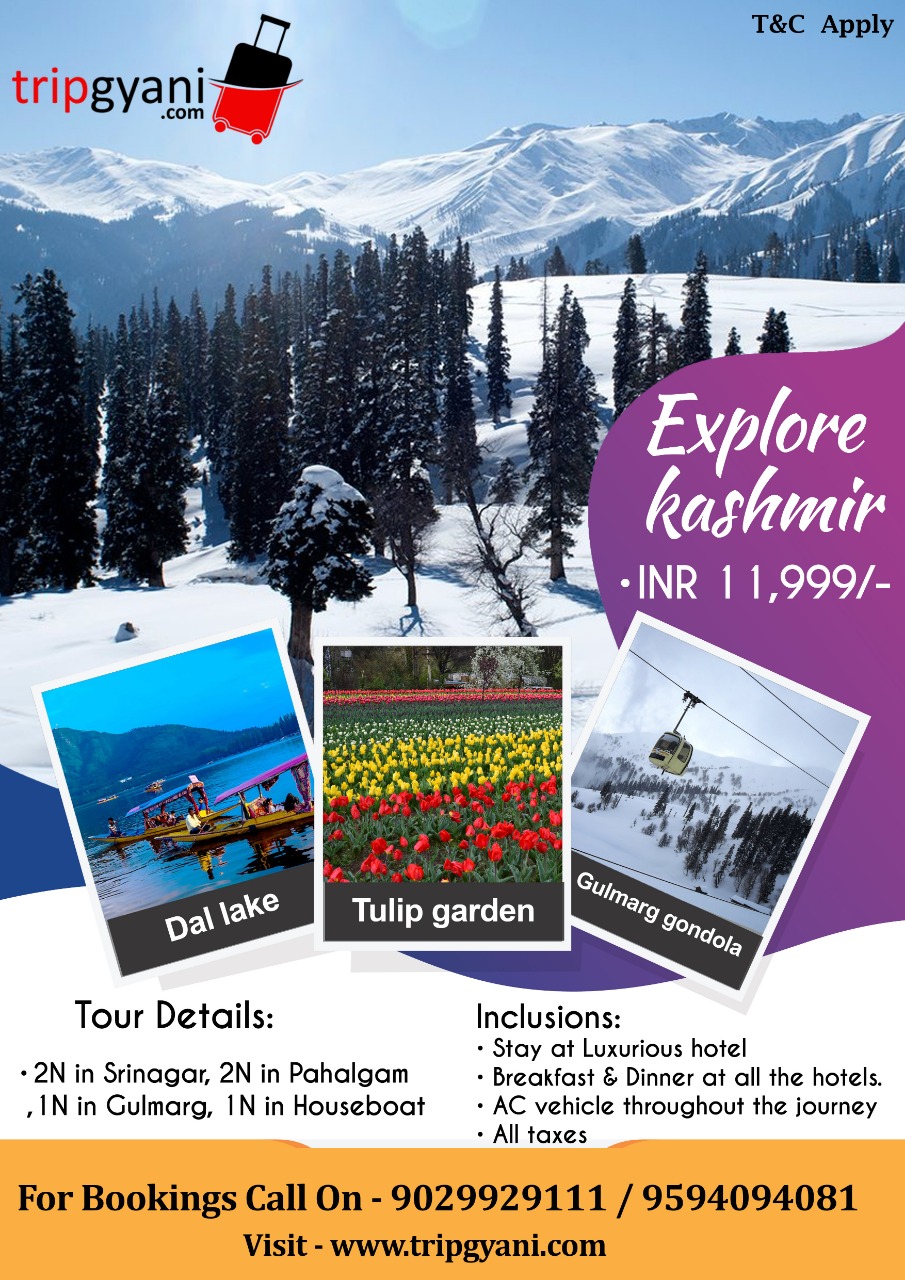 T&C Apply
tripgyani
.com
Explore
kashmir
• INR 11,999/-
Dal lake
Tulip garden
Gulmarg gondola
Tour Details:
• 2N in Srinagar, 2N in Pahalgam
,1N in Gulmarg, 1N in Houseboat
Inclusions:
• Stay at Luxurious hotel
• Breakfast & Dinner at all the hotels.
• AC vehicle throughout the journey
• All taxes
For Bookings Call On - 9029929111 / 9594094081
Visit - www.tripgyani.com